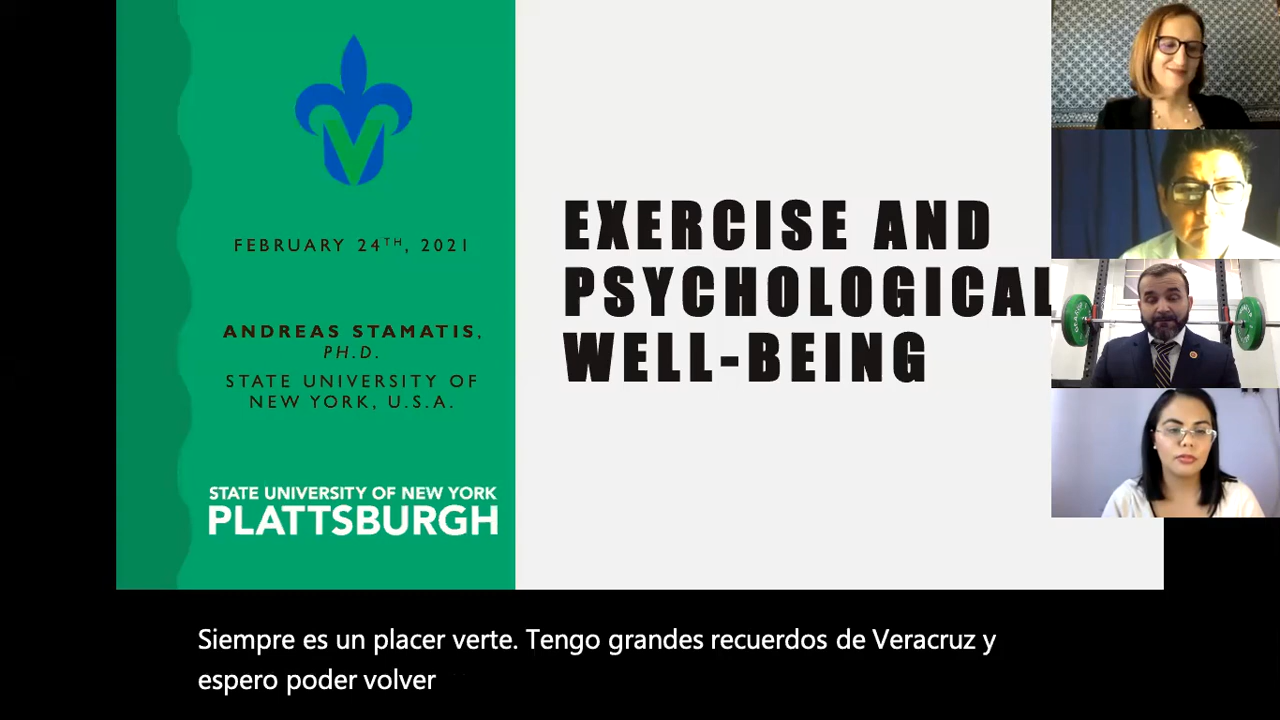 FEBRUARY 24TH, 2021
ANDREAS STAMATIS,
PH.D.
STATE UNIVERSITY OF
NEW YORK, U.S.A.
STATE UNIVERSITY OF NEW YORK
PLATTSBURGH
EXERCISE AND
PSYCHOLOGICAL
WELL-BEING
Siempre es un placer verte. Tengo grandes recuerdos de Veracruz y
espero poder volver